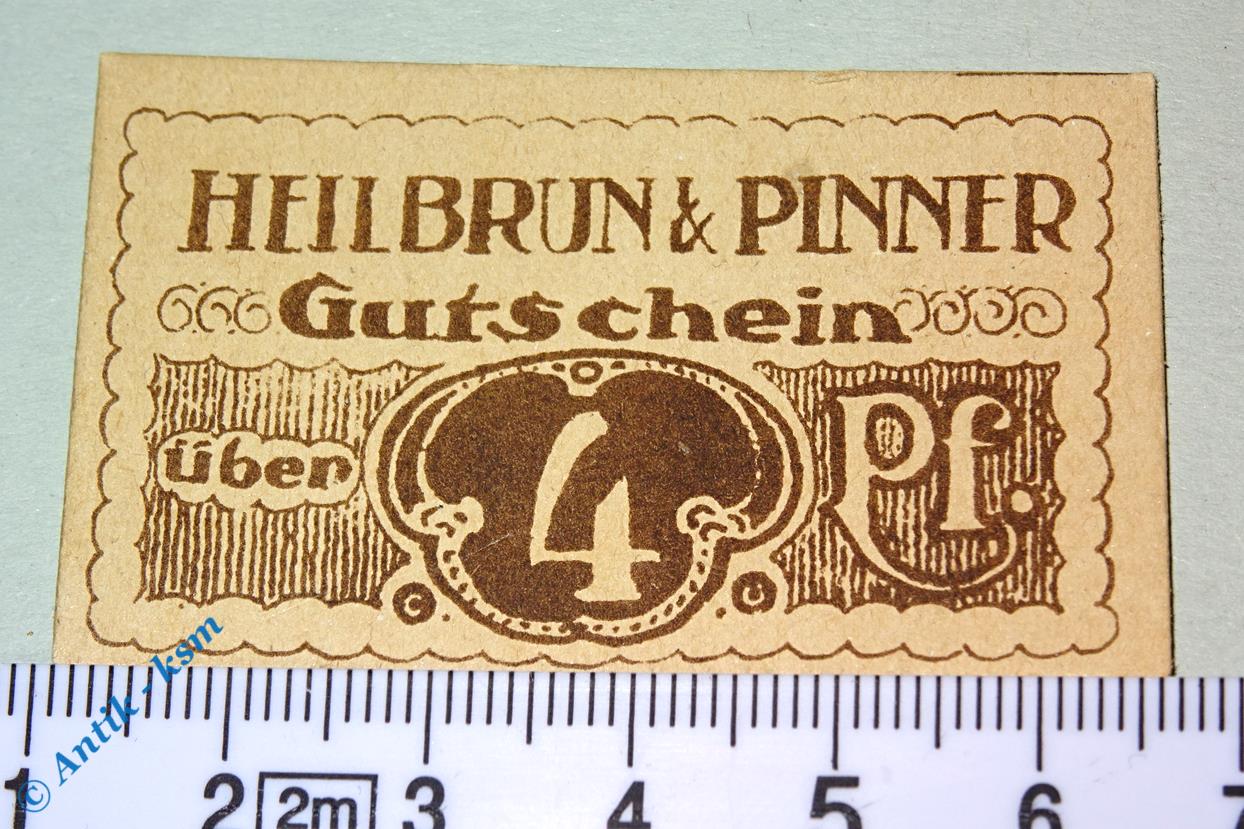 HEILBRUN & PINNER
Gutschein
über 4 Pf.
C. U.
© Antik - ksm
1 2 2m 3 4 5 6 7